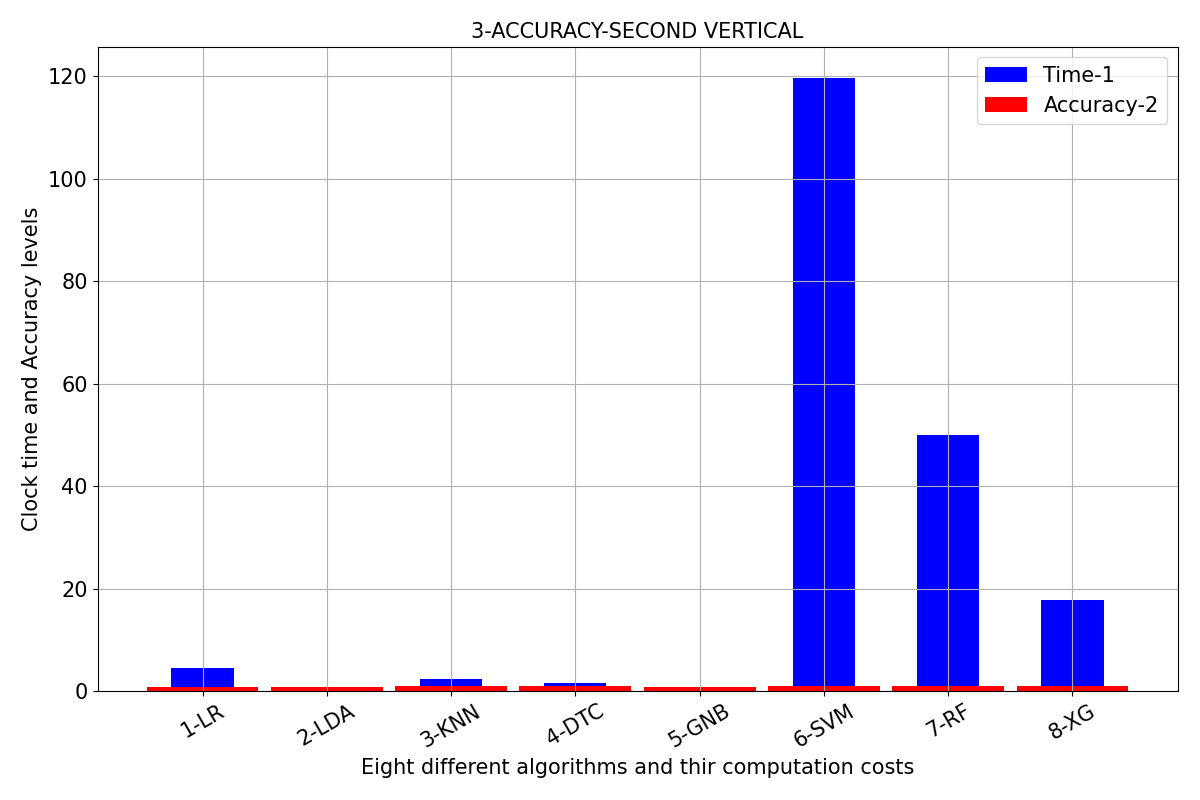 3-ACCURACY-SECOND VERTICAL
Time-1
Accuracy-2
Clock time and Accuracy levels
120
100
80
60
40
20
0
1-LR
2-LDA
3-KNN
4-DTC
5-GNB
6-SVM
7-RF
8-XG
Eight different algorithms and thir computation costs